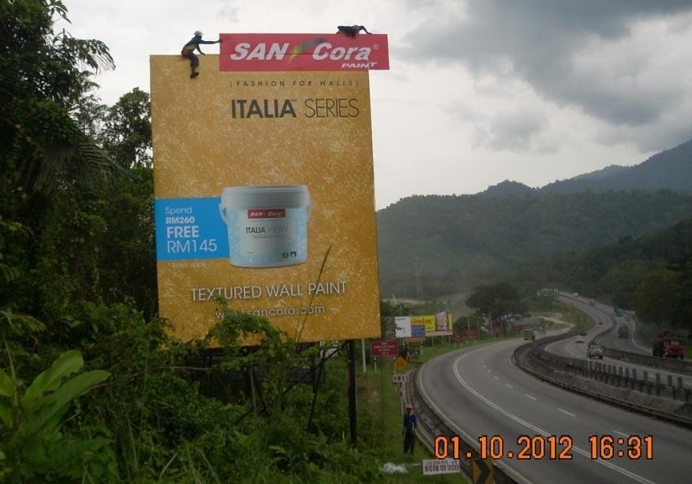 SAN Cora
PAINT
| FASHION FOR WALLS |
ITALIA™ SERIES
Spend
RM260
FREE
RM145
SAN Cora
ITALIA
TEXTURED WALL PAINT
www.sancora.com
01.10.2012 16:31